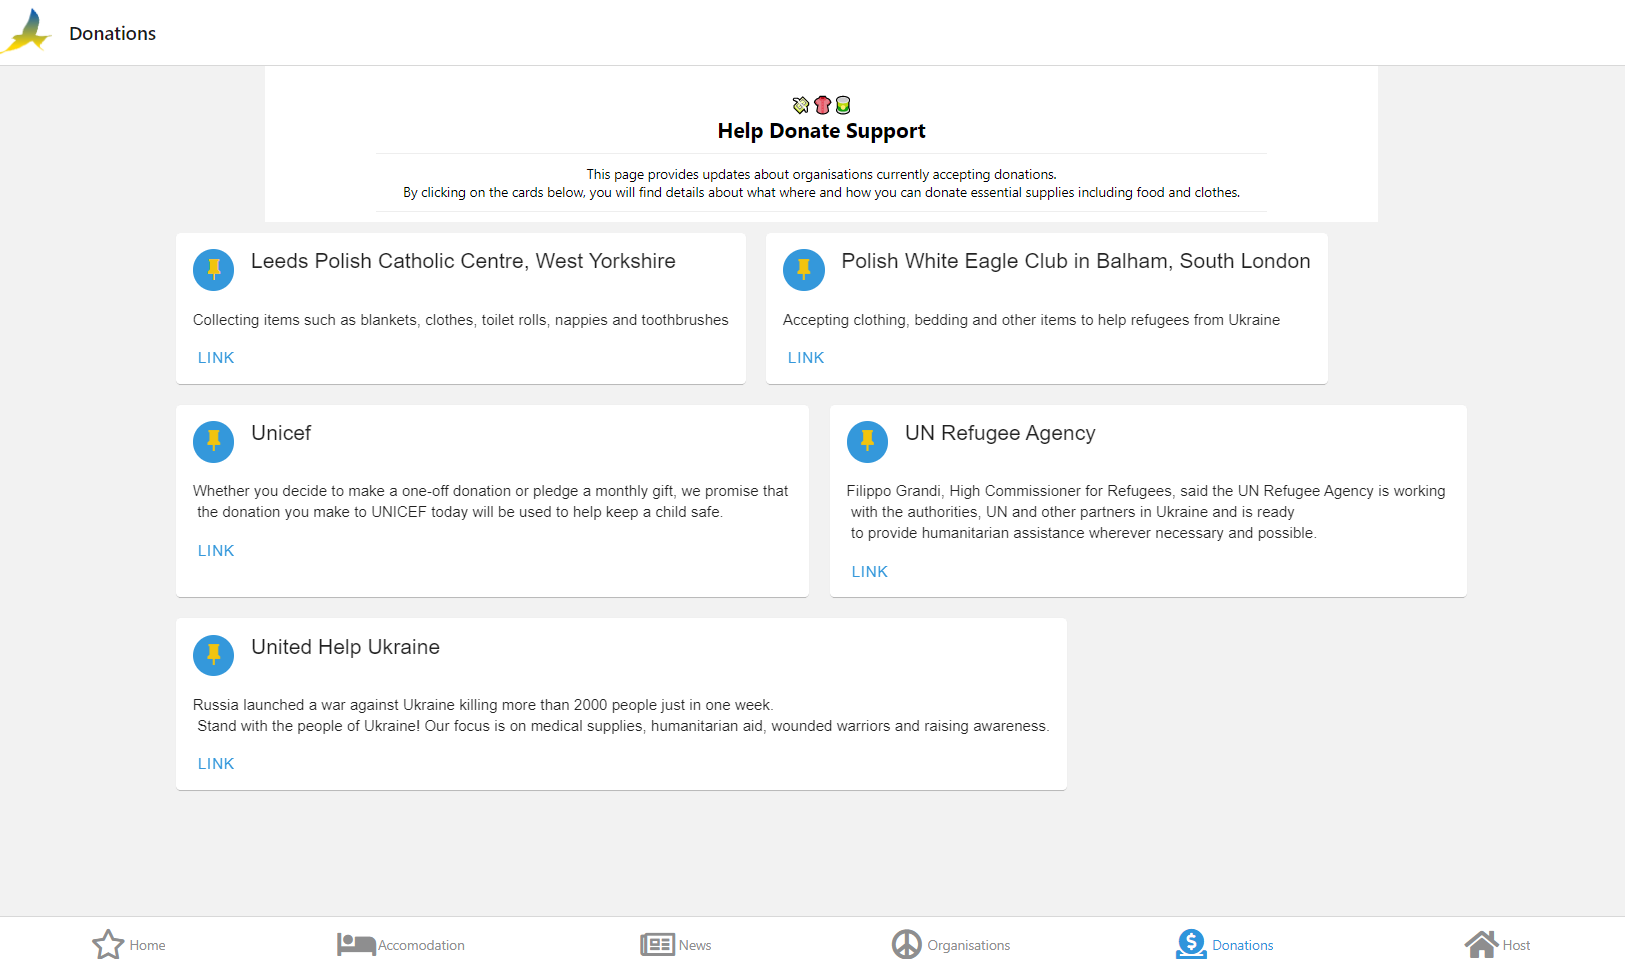 Donations
Help Donate Support
This page provides updates about organisations currently accepting donations.
By clicking on the cards below, you will find details about what where and how you can donate essential supplies including food and clothes.
Leeds Polish Catholic Centre, West Yorkshire
Collecting items such as blankets, clothes, toilet rolls, nappies and toothbrushes
LINK
Polish White Eagle Club in Balham, South London
Accepting clothing, bedding and other items to help refugees from Ukraine
LINK
Unicef
Whether you decide to make a one-off donation or pledge a monthly gift, we promise that
the donation you make to UNICEF today will be used to help keep a child safe.
LINK
UN Refugee Agency
Filippo Grandi, High Commissioner for Refugees, said the UN Refugee Agency is working
with the authorities, UN and other partners in Ukraine and is ready
to provide humanitarian assistance wherever necessary and possible.
LINK
United Help Ukraine
Russia launched a war against Ukraine killing more than 2000 people just in one week.
Stand with the people of Ukraine! Our focus is on medical supplies, humanitarian aid, wounded warriors and raising awareness.
LINK
Home
Accomodation
News
Organisations
Donations
Host